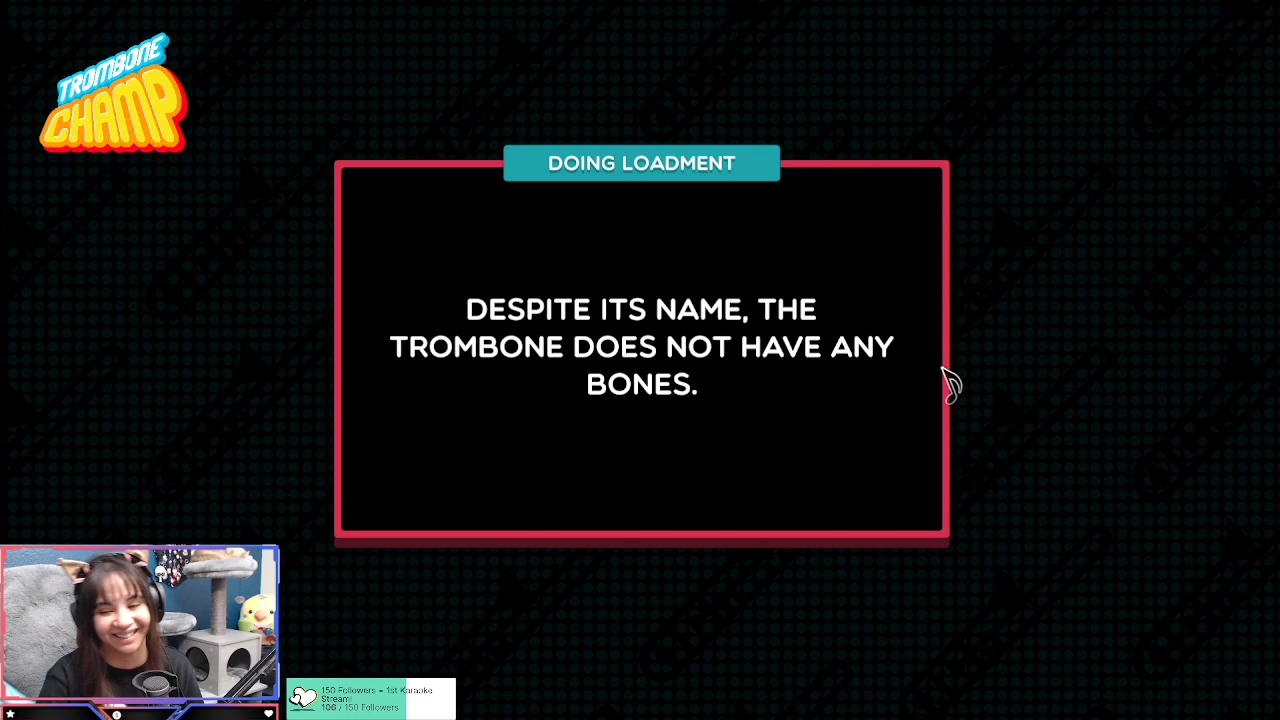 TROMBONE
CHAMP
DOING LOADMENT
DESPITE ITS NAME, THE
TROMBONE DOES NOT HAVE ANY
BONES.
150 Followers = 1st Karaoke
Stream!
106 / 150 Followers